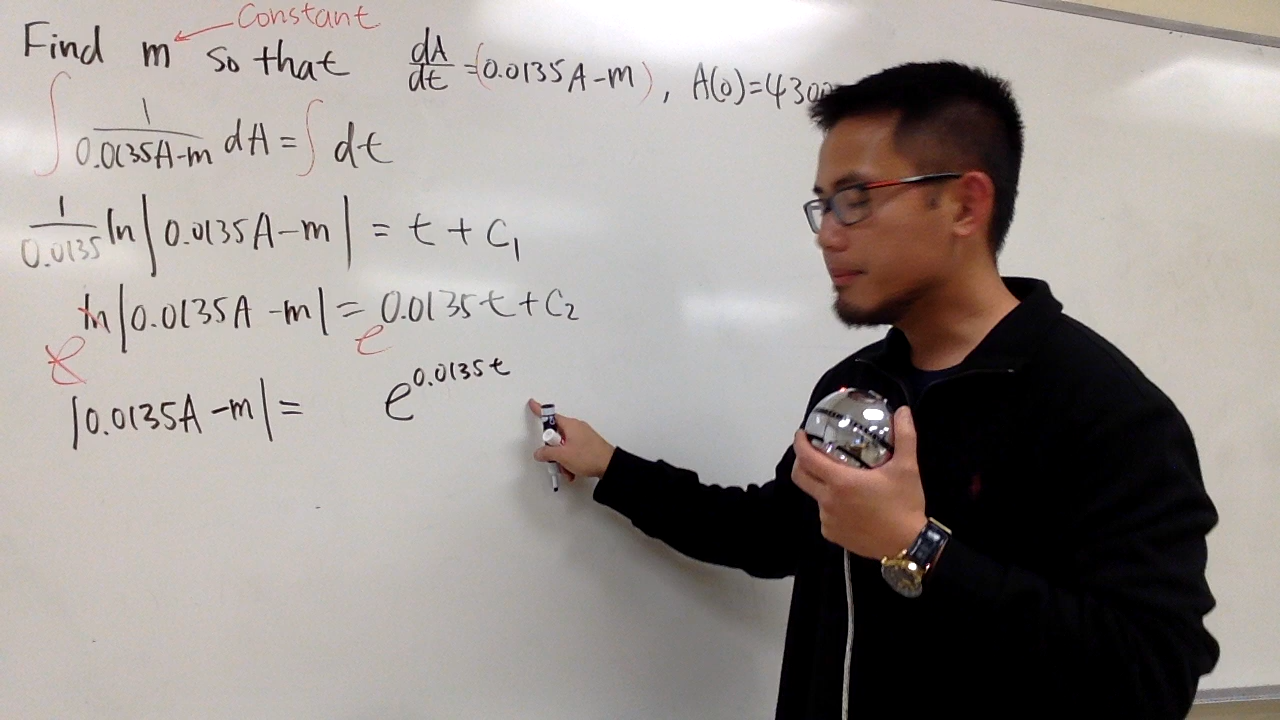 Constant
Find m so that dA/dt = (0.0135A - m), A(0)=430
∫ 1/(0.0135A-m) dA = ∫ dt
1/0.0135 ln|0.0135A-m| = t + C₁
ln|0.0135A - m| = 0.0135t + C₂
e e
|0.0135A - m| = e^0.0135t